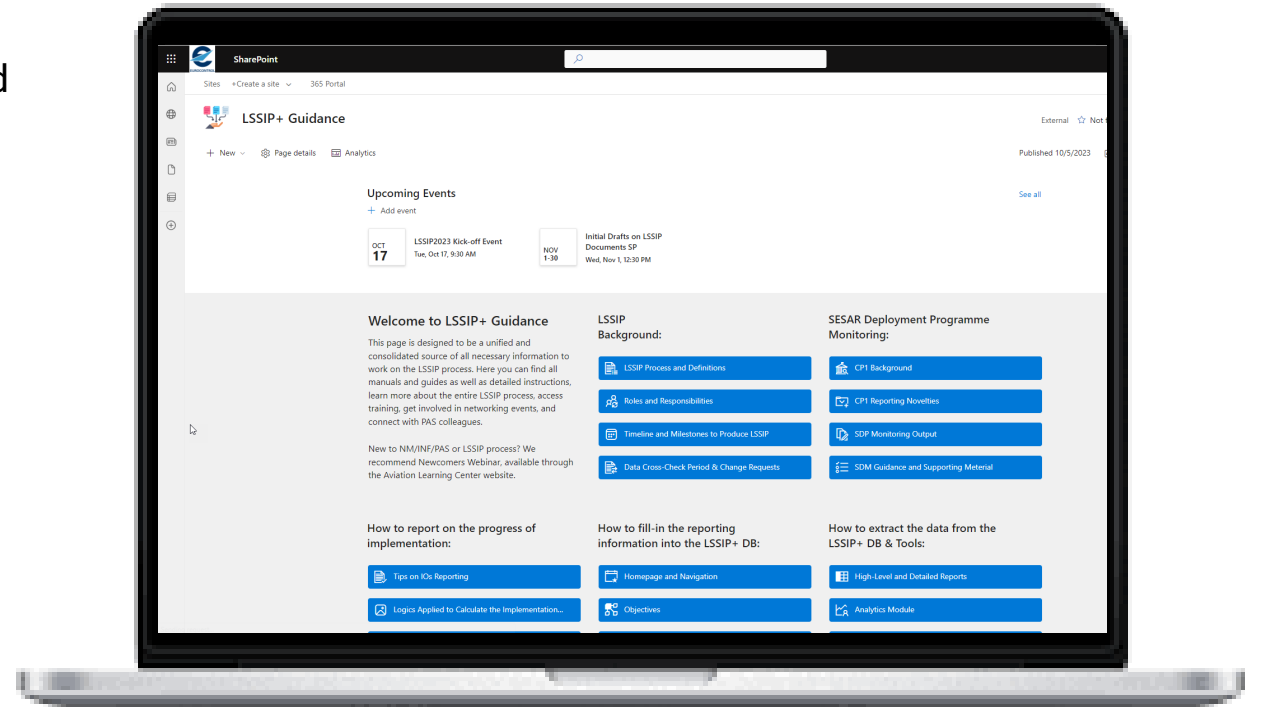 SharePoint
Sites +Create a site 365 Portal
LSSIP+ Guidance
External Not
+ New Page details Analytics
Published 10/5/2023
Upcoming Events
See all
+ Add event
OCT
17
LSSIP2023 Kick-off Event
Tue, Oct 17, 9:30 AM
NOV
1-30
Initial Drafts on LSSIP
Documents SP
Wed, Nov 1, 12:30 PM
Welcome to LSSIP+ Guidance
This page is designed to be a unified and
consolidated source of all necessary information to
work on the LSSIP process. Here you can find all
manuals and guides as well as detailed instructions,
learn more about the entire LSSIP process, access
training, get involved in networking events, and
connect with PAS colleagues.
New to NM/INF/PAS or LSSIP process? We
recommend Newcomers Webinar, available through
the Aviation Learning Center website.
LSSIP
Background:
LSSIP Process and Definitions
Roles and Responsibilities
Timeline and Milestones to Produce LSSIP
Data Cross-Check Period & Change Requests
SESAR Deployment Programme
Monitoring:
CP1 Background
CP1 Reporting Novelties
SDP Monitoring Output
SDM Guidance and Supporting Meterial
How to report on the progress of
implementation:
Tips on IOs Reporting
Logics Applied to Calculate the Implementation...
How to fill-in the reporting
information into the LSSIP+ DB:
Homepage and Navigation
Objectives
How to extract the data from the
LSSIP+ DB & Tools:
High-Level and Detailed Reports
Analytics Module